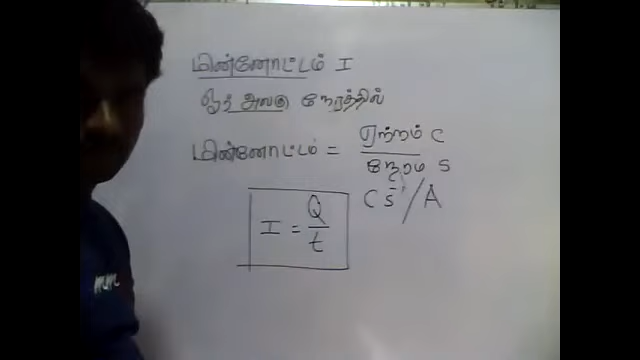 மின்னோட்டம் I
ஓர் அலகு நேரத்தில்
மின்னோட்டம் = ஏற்றம் C
நேரம் S
C s⁻¹ / A
I = Q
t